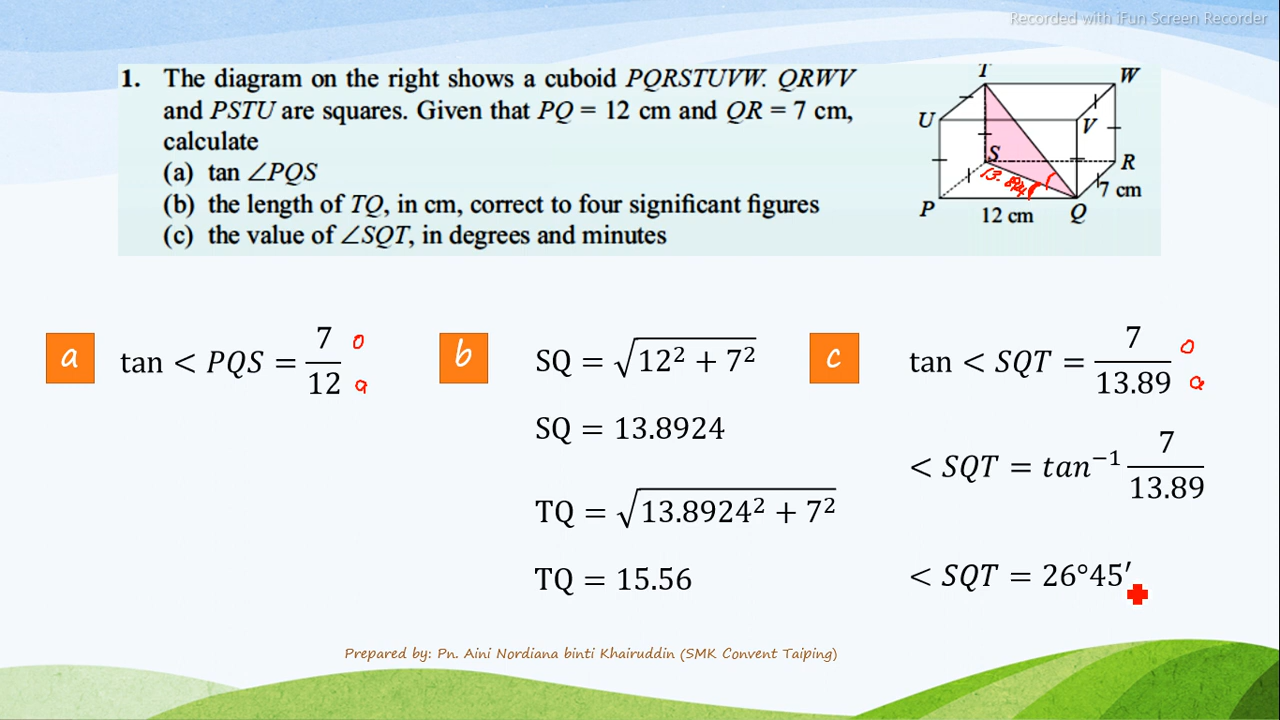 Recorded with iFun Screen Recorder
1. The diagram on the right shows a cuboid PQRSTUVW. QRWV
and PSTU are squares. Given that PQ = 12 cm and QR = 7 cm,
calculate
(a) tan ∠PQS
(b) the length of TQ, in cm, correct to four significant figures
(c) the value of ∠SQT, in degrees and minutes
T
W
U
V
S
R
13.8924
7 cm
P
12 cm
Q
a
tan < PQS = 7/12
o
a
b
SQ = √(12² + 7²)
SQ = 13.8924
TQ = √(13.8924² + 7²)
TQ = 15.56
c
tan < SQT = 7/13.89
o
a
< SQT = tan⁻¹ 7/13.89
< SQT = 26°45′
Prepared by: Pn. Aini Nordiana binti Khairuddin (SMK Convent Taiping)